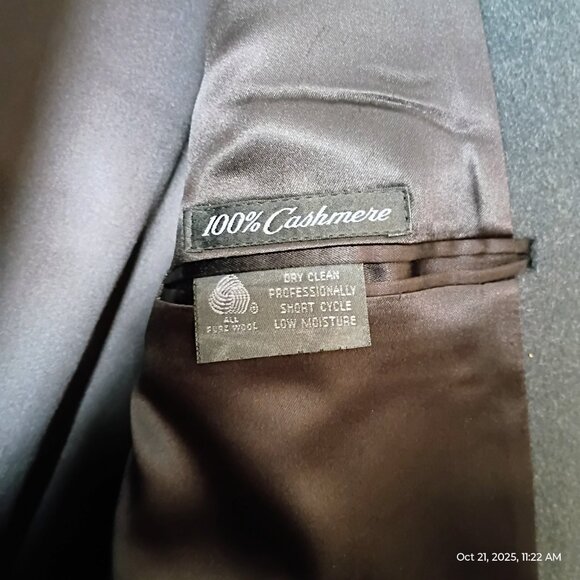 100% Cashmere
DRY CLEAN
PROFESSIONALLY
SHORT CYCLE
LOW MOISTURE
ALL
PURE WOOL
Oct 21, 2025, 11:22 AM